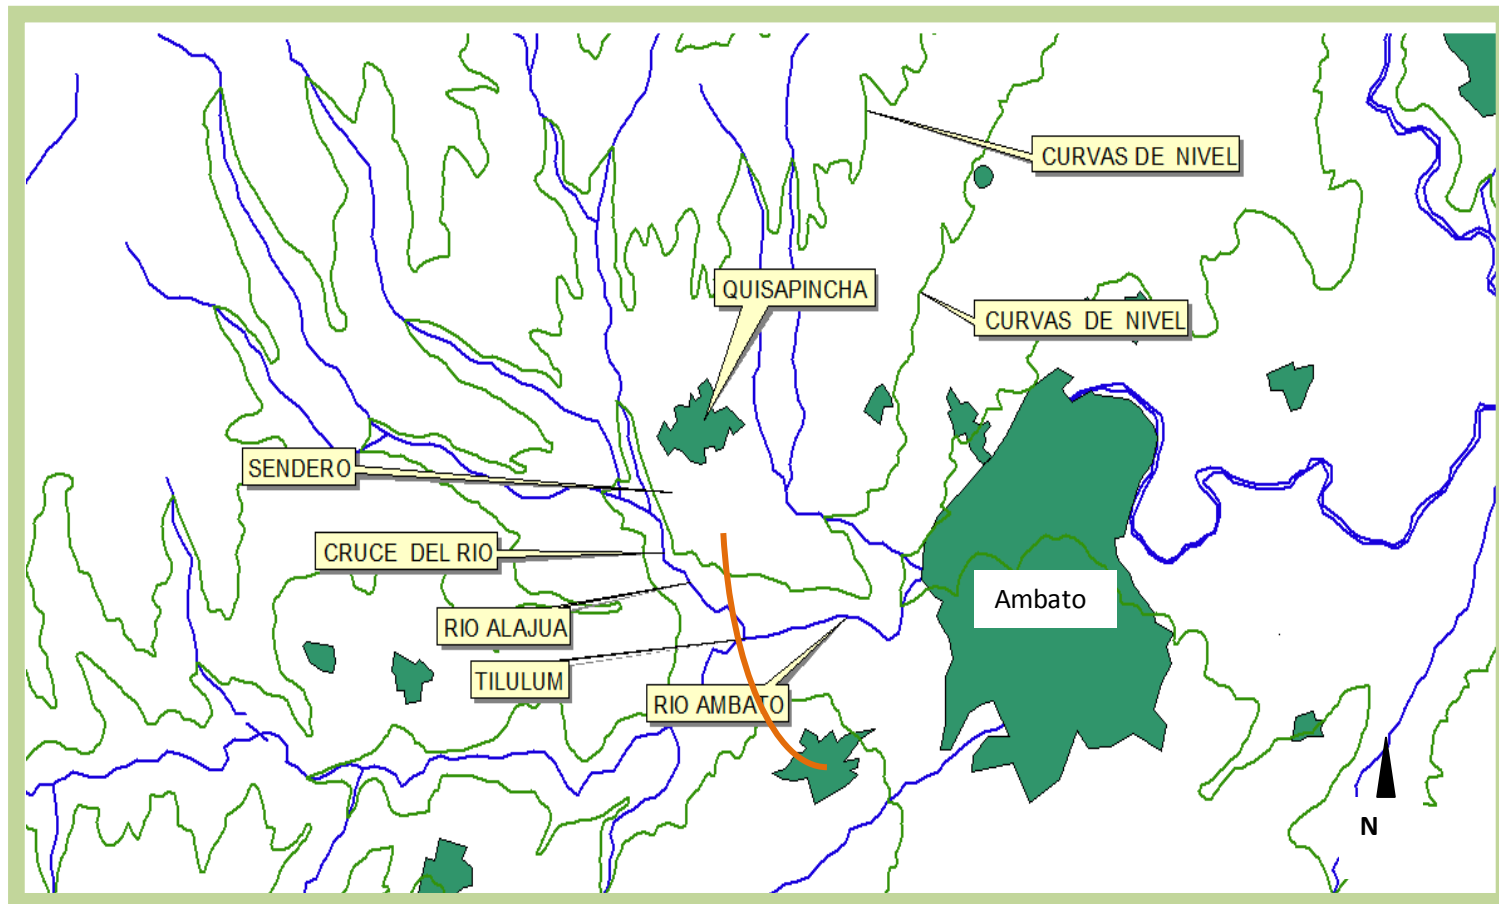 CURVAS DE NIVEL
QUISAPINCHA
CURVAS DE NIVEL
SENDERO
CRUCE DEL RIO
Ambato
RIO ALAJUA
TILULUM
RIO AMBATO
N